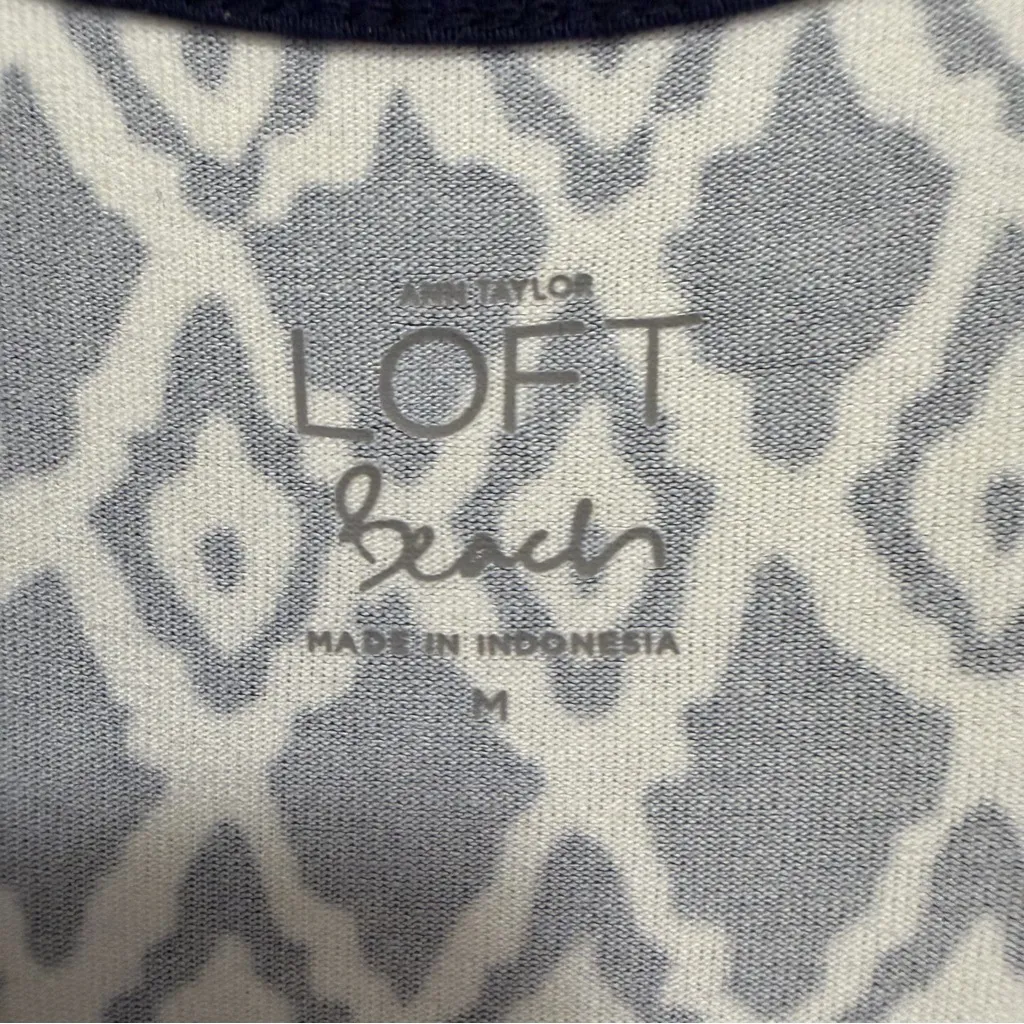 ANN TAYLOR
LOFT
Beach
MADE IN INDONESIA
M